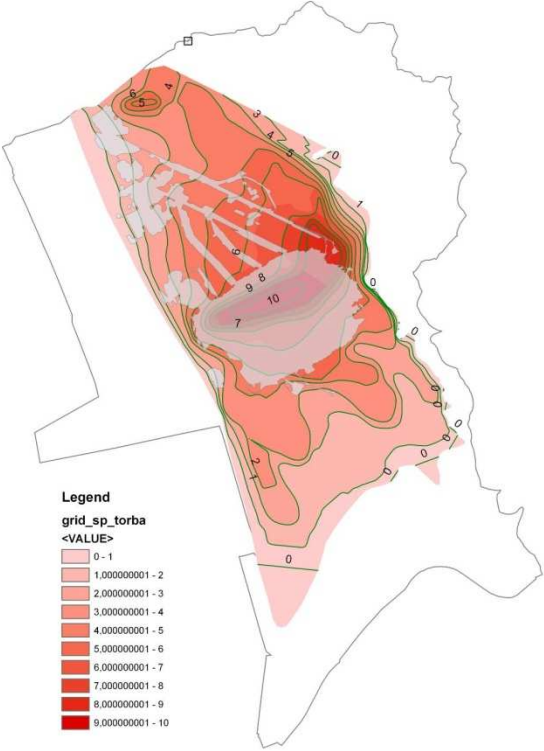 4
6
5
3
4
5
0
1
6
8
9
10
7
0
0
0
0
0
0
0
0
2
1
0
Legend
grid_sp_torba
<VALUE>
0 - 1
1,000000001 - 2
2,000000001 - 3
3,000000001 - 4
4,000000001 - 5
5,000000001 - 6
6,000000001 - 7
7,000000001 - 8
8,000000001 - 9
9,000000001 - 10